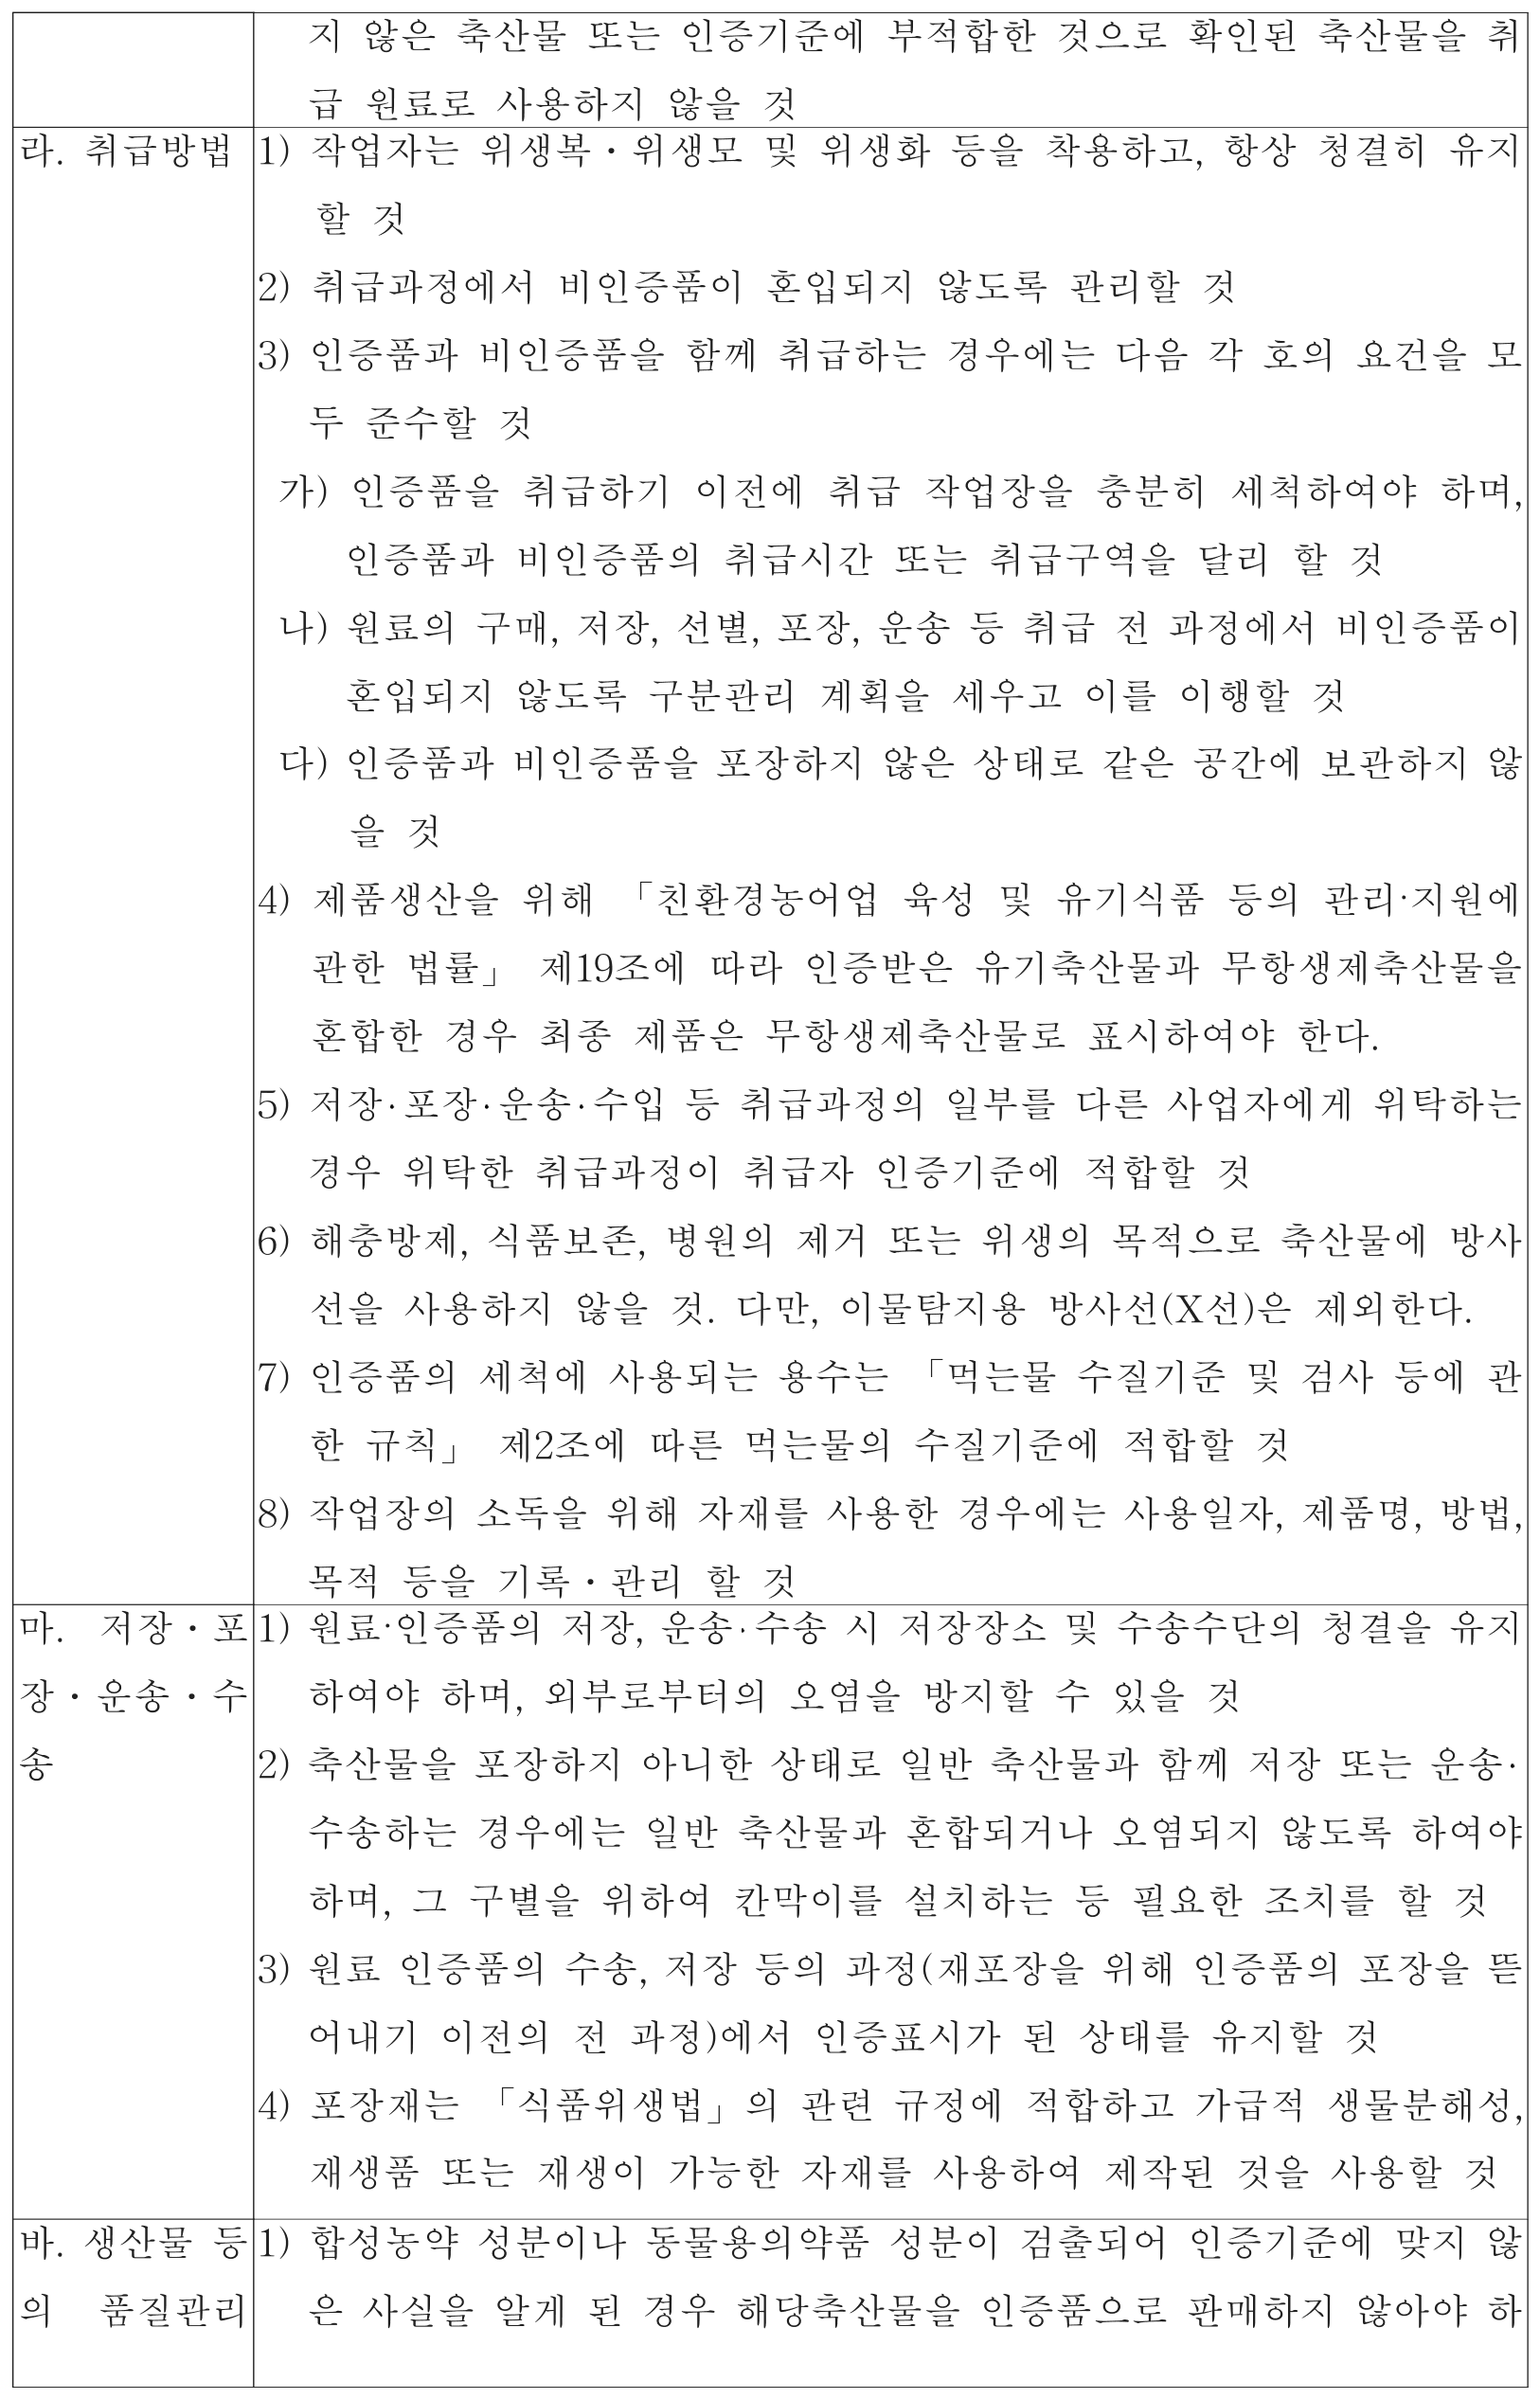 지 않은 축산물 또는 인증기준에 부적합한 것으로 확인된 축산물을 취
급 원료로 사용하지 않을 것
라. 취급방법
1) 작업자는 위생복・위생모 및 위생화 등을 착용하고, 항상 청결히 유지
할 것
2) 취급과정에서 비인증품이 혼입되지 않도록 관리할 것
3) 인증품과 비인증품을 함께 취급하는 경우에는 다음 각 호의 요건을 모
두 준수할 것
가) 인증품을 취급하기 이전에 취급 작업장을 충분히 세척하여야 하며,
인증품과 비인증품의 취급시간 또는 취급구역을 달리 할 것
나) 원료의 구매, 저장, 선별, 포장, 운송 등 취급 전 과정에서 비인증품이
혼입되지 않도록 구분관리 계획을 세우고 이를 이행할 것
다) 인증품과 비인증품을 포장하지 않은 상태로 같은 공간에 보관하지 않
을 것
4) 제품생산을 위해 「친환경농어업 육성 및 유기식품 등의 관리·지원에
관한 법률」 제19조에 따라 인증받은 유기축산물과 무항생제축산물을
혼합한 경우 최종 제품은 무항생제축산물로 표시하여야 한다.
5) 저장·포장·운송·수입 등 취급과정의 일부를 다른 사업자에게 위탁하는
경우 위탁한 취급과정이 취급자 인증기준에 적합할 것
6) 해충방제, 식품보존, 병원의 제거 또는 위생의 목적으로 축산물에 방사
선을 사용하지 않을 것. 다만, 이물탐지용 방사선(X선)은 제외한다.
7) 인증품의 세척에 사용되는 용수는 「먹는물 수질기준 및 검사 등에 관
한 규칙」 제2조에 따른 먹는물의 수질기준에 적합할 것
8) 작업장의 소독을 위해 자재를 사용한 경우에는 사용일자, 제품명, 방법,
목적 등을 기록・관리 할 것
마. 저장・포
장・운송・수
송
1) 원료·인증품의 저장, 운송·수송 시 저장장소 및 수송수단의 청결을 유지
하여야 하며, 외부로부터의 오염을 방지할 수 있을 것
2) 축산물을 포장하지 아니한 상태로 일반 축산물과 함께 저장 또는 운송·
수송하는 경우에는 일반 축산물과 혼합되거나 오염되지 않도록 하여야
하며, 그 구별을 위하여 칸막이를 설치하는 등 필요한 조치를 할 것
3) 원료 인증품의 수송, 저장 등의 과정(재포장을 위해 인증품의 포장을 뜯
어내기 이전의 전 과정)에서 인증표시가 된 상태를 유지할 것
4) 포장재는 「식품위생법」의 관련 규정에 적합하고 가급적 생물분해성,
재생품 또는 재생이 가능한 자재를 사용하여 제작된 것을 사용할 것
바. 생산물 등
의 품질관리
1) 합성농약 성분이나 동물용의약품 성분이 검출되어 인증기준에 맞지 않
은 사실을 알게 된 경우 해당축산물을 인증품으로 판매하지 않아야 하